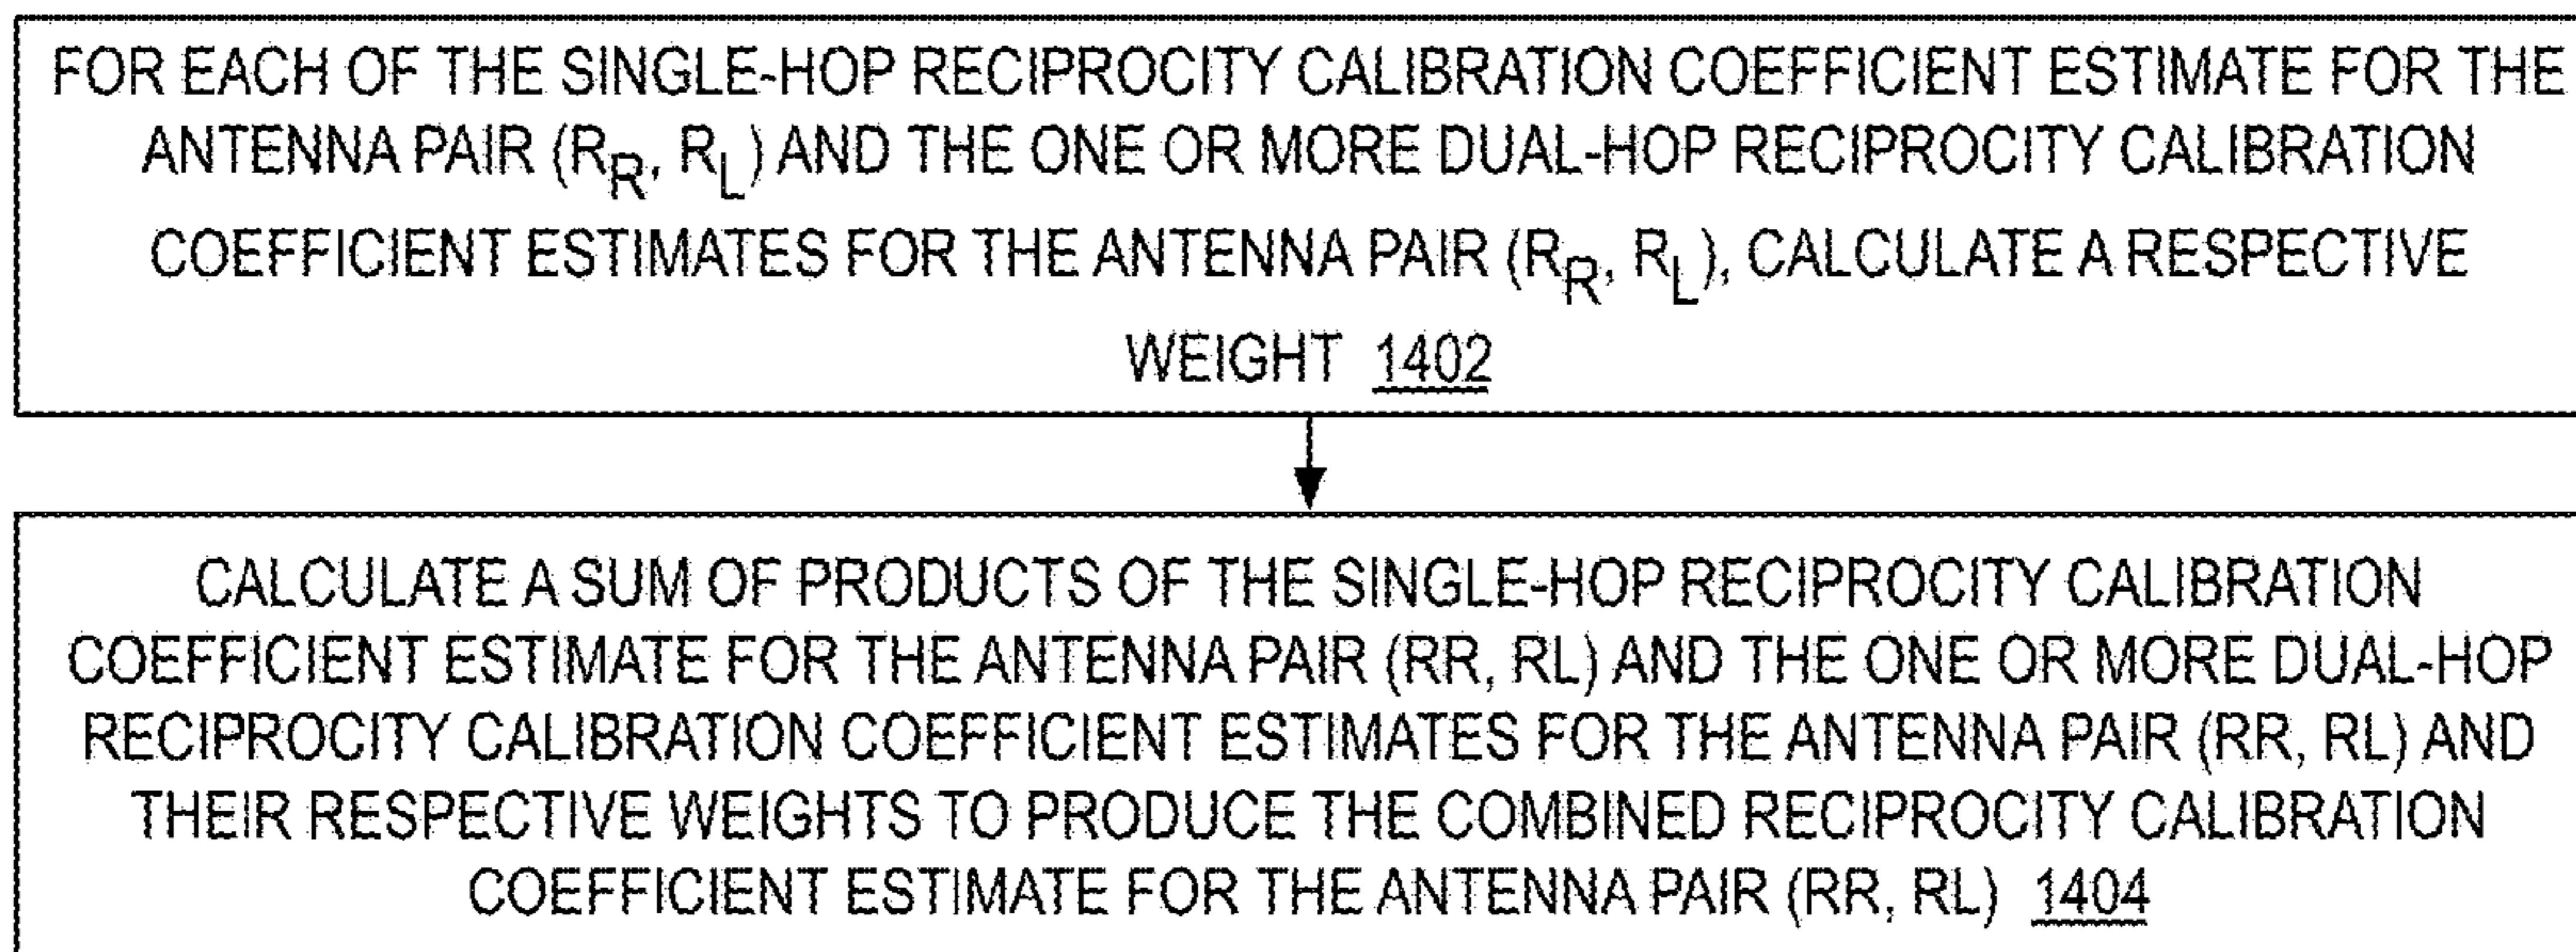 FOR EACH OF THE SINGLE-HOP RECIPROCITY CALIBRATION COEFFICIENT ESTIMATE FOR THE
ANTENNA PAIR (R_R, R_L) AND THE ONE OR MORE DUAL-HOP RECIPROCITY CALIBRATION
COEFFICIENT ESTIMATES FOR THE ANTENNA PAIR (R_R, R_L), CALCULATE A RESPECTIVE
WEIGHT 1402
CALCULATE A SUM OF PRODUCTS OF THE SINGLE-HOP RECIPROCITY CALIBRATION
COEFFICIENT ESTIMATE FOR THE ANTENNA PAIR (RR, RL) AND THE ONE OR MORE DUAL-HOP
RECIPROCITY CALIBRATION COEFFICIENT ESTIMATES FOR THE ANTENNA PAIR (RR, RL) AND
THEIR RESPECTIVE WEIGHTS TO PRODUCE THE COMBINED RECIPROCITY CALIBRATION
COEFFICIENT ESTIMATE FOR THE ANTENNA PAIR (RR, RL) 1404